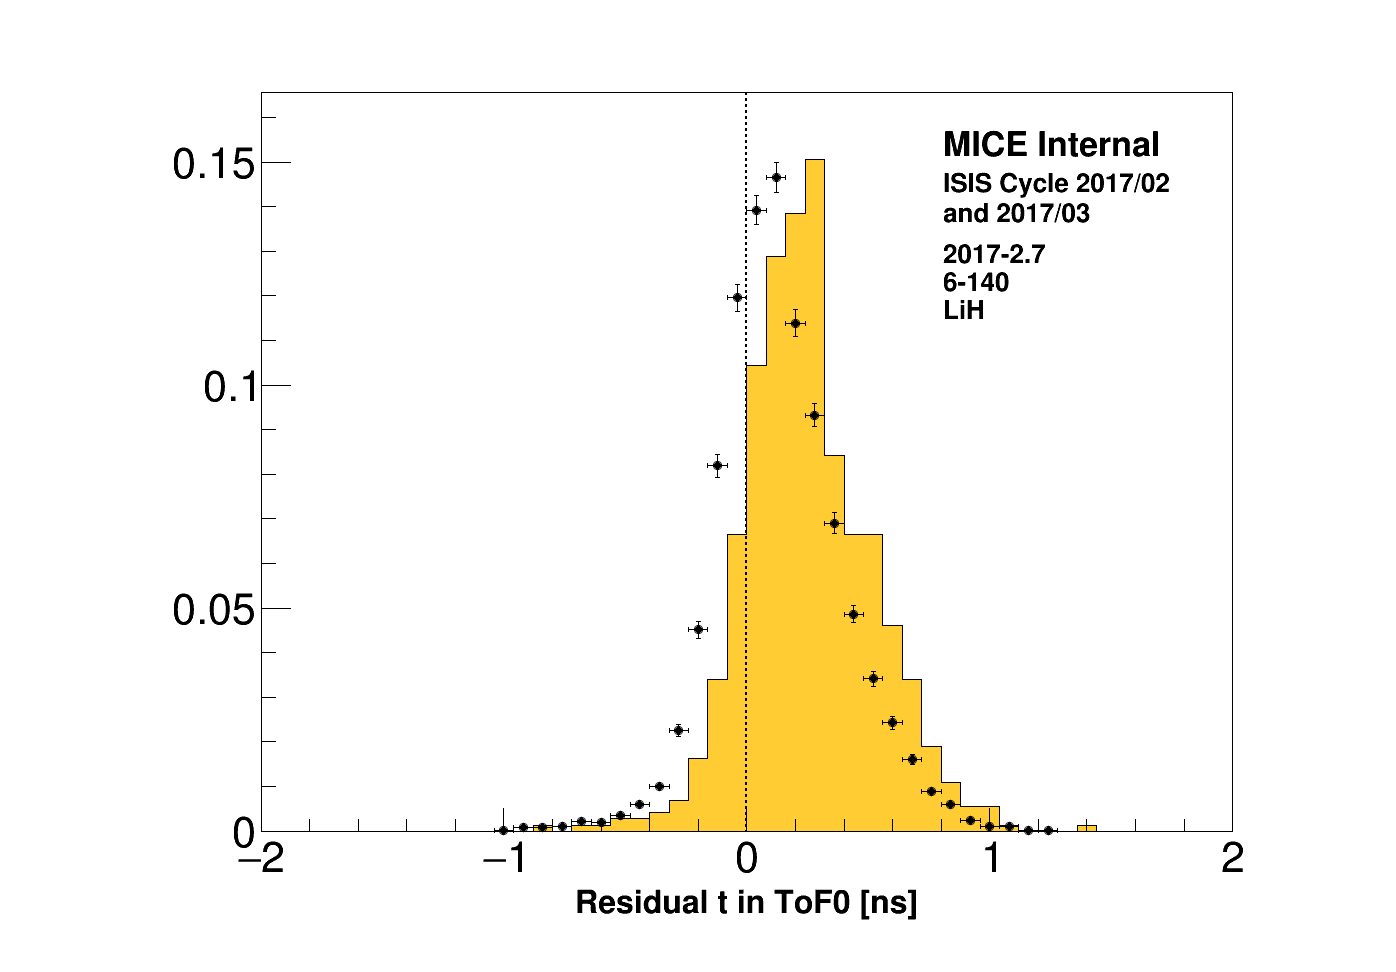 0.15
0.1
0.05
0
−2
−1
0
1
2
Residual t in ToF0 [ns]
MICE Internal
ISIS Cycle 2017/02
and 2017/03
2017-2.7
6-140
LiH